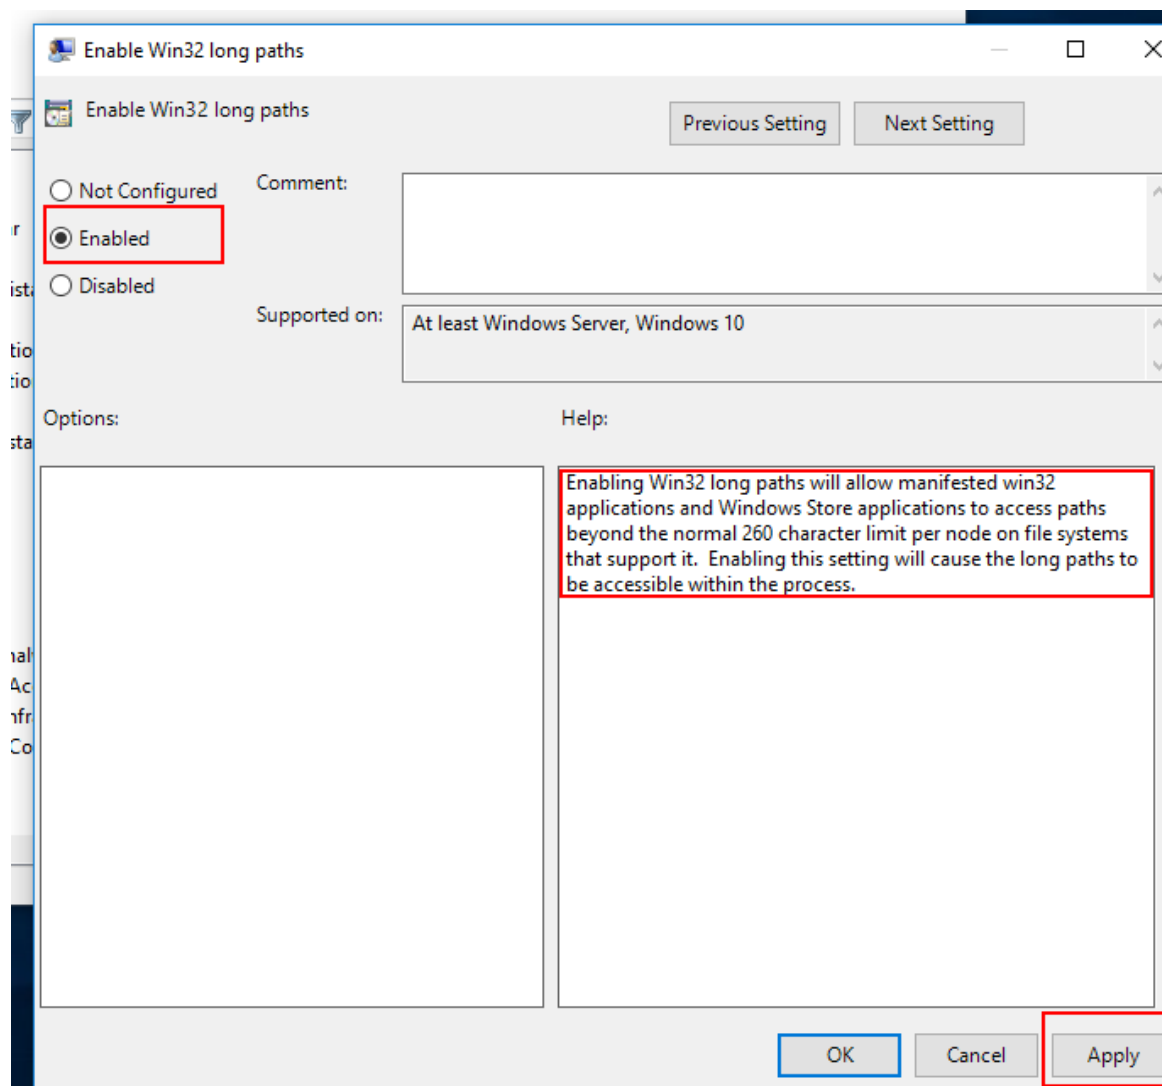 Enable Win32 long paths
Enable Win32 long paths
Previous Setting
Next Setting
Not Configured
Comment:
Enabled
Disabled
Supported on:
At least Windows Server, Windows 10
Options:
Help:
Enabling Win32 long paths will allow manifested win32
applications and Windows Store applications to access paths
beyond the normal 260 character limit per node on file systems
that support it.  Enabling this setting will cause the long paths to
be accessible within the process.
OK
Cancel
Apply